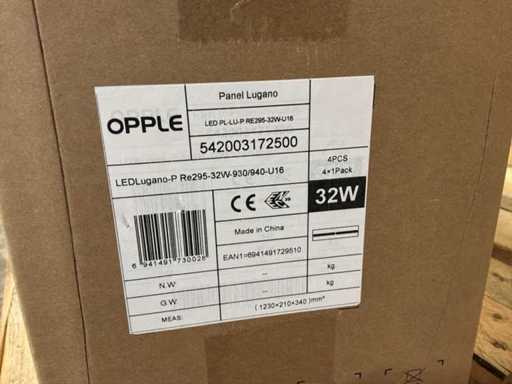 OPPLE
Panel Lugano
LED PL-LU-P RE295-32W-U16
542003172500
LEDLugano-P Re295-32W-930/940-U16
4PCS
4×1Pack
CE
32W
Made in China
EAN1=6941491729510
6 941491 730028
N.W
--
kg
G.W
--
kg
MEAS:
(1230×210×340)mm³